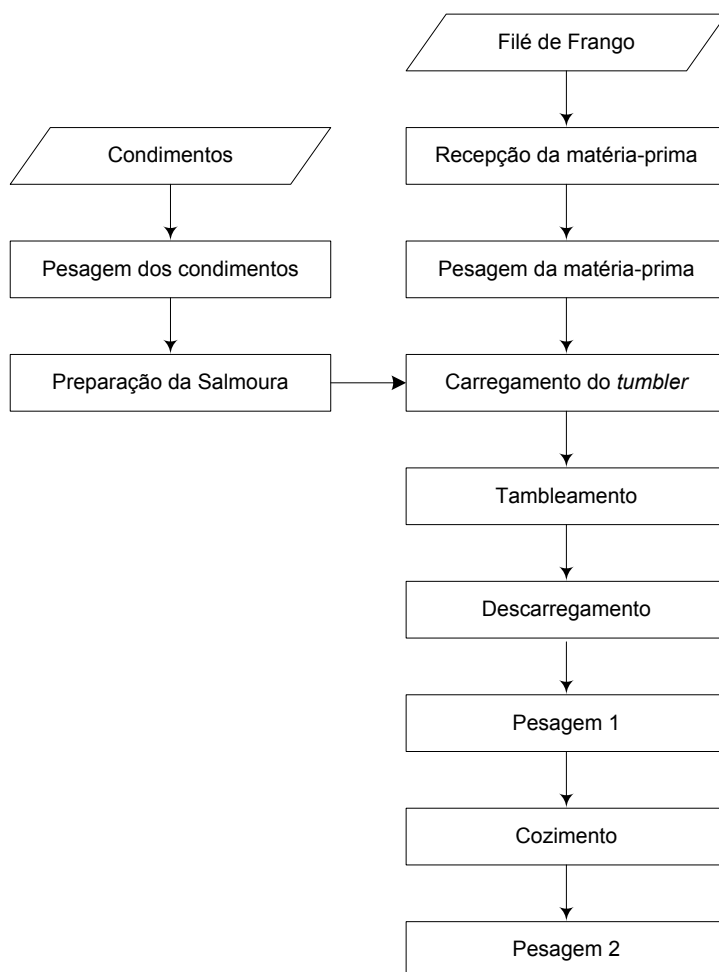 Filé de Frango
Condimentos
Recepção da matéria-prima
Pesagem dos condimentos
Pesagem da matéria-prima
Preparação da Salmoura
Carregamento do tumbler
Tambleamento
Descarregamento
Pesagem 1
Cozimento
Pesagem 2